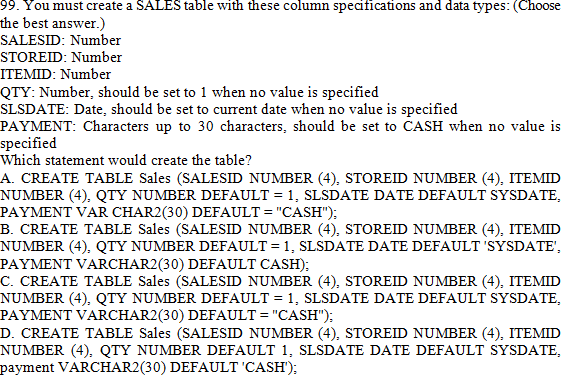 99. You must create a SALES table with these column specifications and data types: (Choose
the best answer.)
SALESID: Number
STOREID: Number
ITEMID: Number
QTY: Number, should be set to 1 when no value is specified
SLSDATE: Date, should be set to current date when no value is specified
PAYMENT: Characters up to 30 characters, should be set to CASH when no value is
specified
Which statement would create the table?
A. CREATE TABLE Sales (SALESID NUMBER (4), STOREID NUMBER (4), ITEMID
NUMBER (4), QTY NUMBER DEFAULT = 1, SLSDATE DATE DEFAULT SYSDATE,
PAYMENT VAR CHAR2(30) DEFAULT = "CASH");
B. CREATE TABLE Sales (SALESID NUMBER (4), STOREID NUMBER (4), ITEMID
NUMBER (4), QTY NUMBER DEFAULT = 1, SLSDATE DATE DEFAULT 'SYSDATE',
PAYMENT VARCHAR2(30) DEFAULT CASH);
C. CREATE TABLE Sales (SALESID NUMBER (4), STOREID NUMBER (4), ITEMID
NUMBER (4), QTY NUMBER DEFAULT = 1, SLSDATE DATE DEFAULT SYSDATE,
PAYMENT VARCHAR2(30) DEFAULT = "CASH");
D. CREATE TABLE Sales (SALESID NUMBER (4), STOREID NUMBER (4), ITEMID
NUMBER (4), QTY NUMBER DEFAULT 1, SLSDATE DATE DEFAULT SYSDATE,
payment VARCHAR2(30) DEFAULT 'CASH');